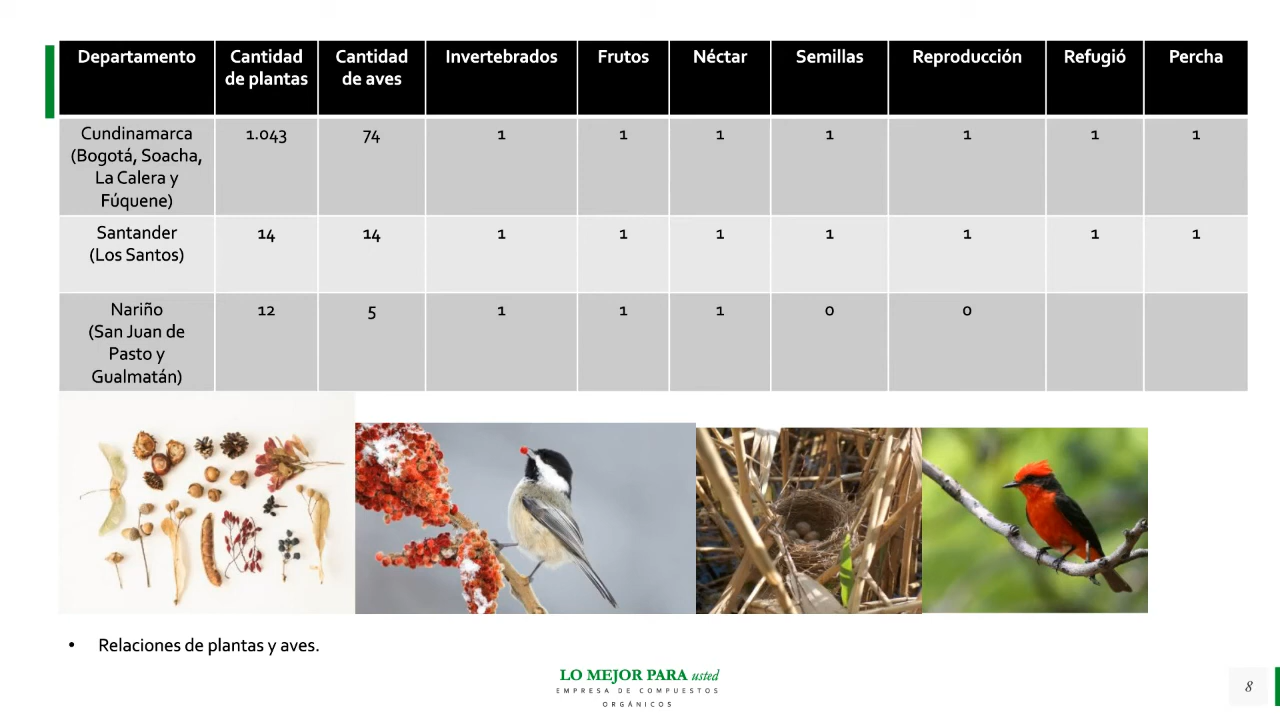 Departamento
Cantidad de plantas
Cantidad de aves
Invertebrados
Frutos
Néctar
Semillas
Reproducción
Refugió
Percha
Cundinamarca
(Bogotá, Soacha,
La Calera y
Fúquene)
1.043
74
1
1
1
1
1
1
1
Santander
(Los Santos)
14
14
1
1
1
1
1
1
1
Nariño
(San Juan de
Pasto y
Gualmatán)
12
5
1
1
1
0
0
• Relaciones de plantas y aves.
LO MEJOR PARA usted
EMPRESA DE COMPUESTOS
ORGÁNICOS
8